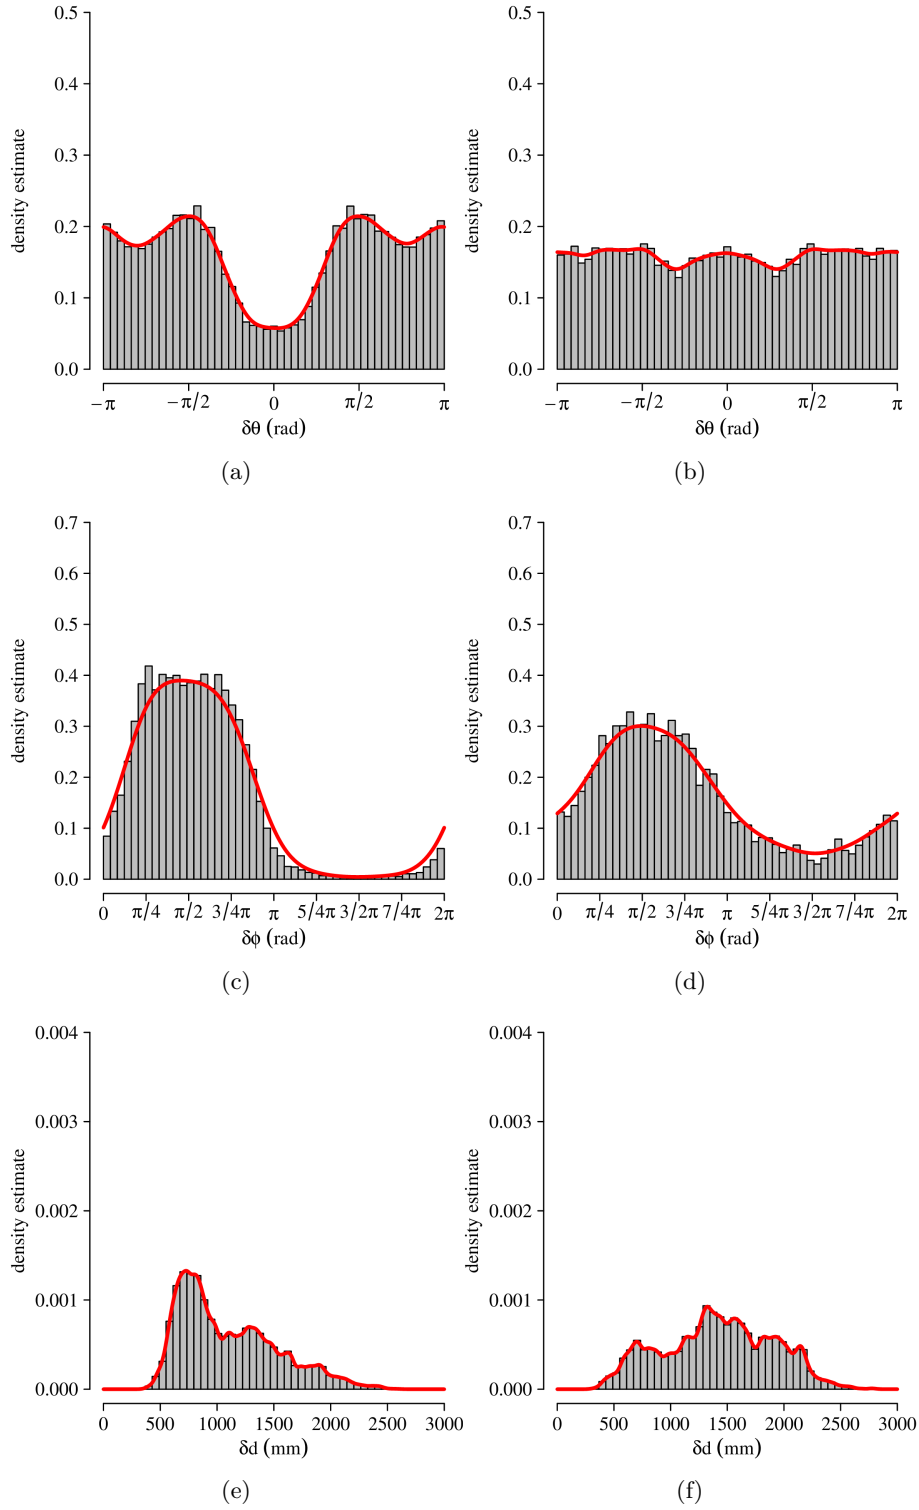 0.5 0.5
0.4 0.4
0.3 0.3
0.2 0.2
0.1 0.1
0.0 0.0
density estimate density estimate
−π −π/2 0 π/2 π −π −π/2 0 π/2 π
δθ (rad) δθ (rad)
(a) (b)
0.7 0.7
0.6 0.6
0.5 0.5
0.4 0.4
0.3 0.3
0.2 0.2
0.1 0.1
0.0 0.0
density estimate density estimate
0 π/4 π/2 3/4π π 5/4π 3/2π 7/4π 2π 0 π/4 π/2 3/4π π 5/4π 3/2π 7/4π 2π
δϕ (rad) δϕ (rad)
(c) (d)
0.004 0.004
0.003 0.003
0.002 0.002
0.001 0.001
0.000 0.000
density estimate density estimate
0 500 1000 1500 2000 2500 3000 0 500 1000 1500 2000 2500 3000
δd (mm) δd (mm)
(e) (f)